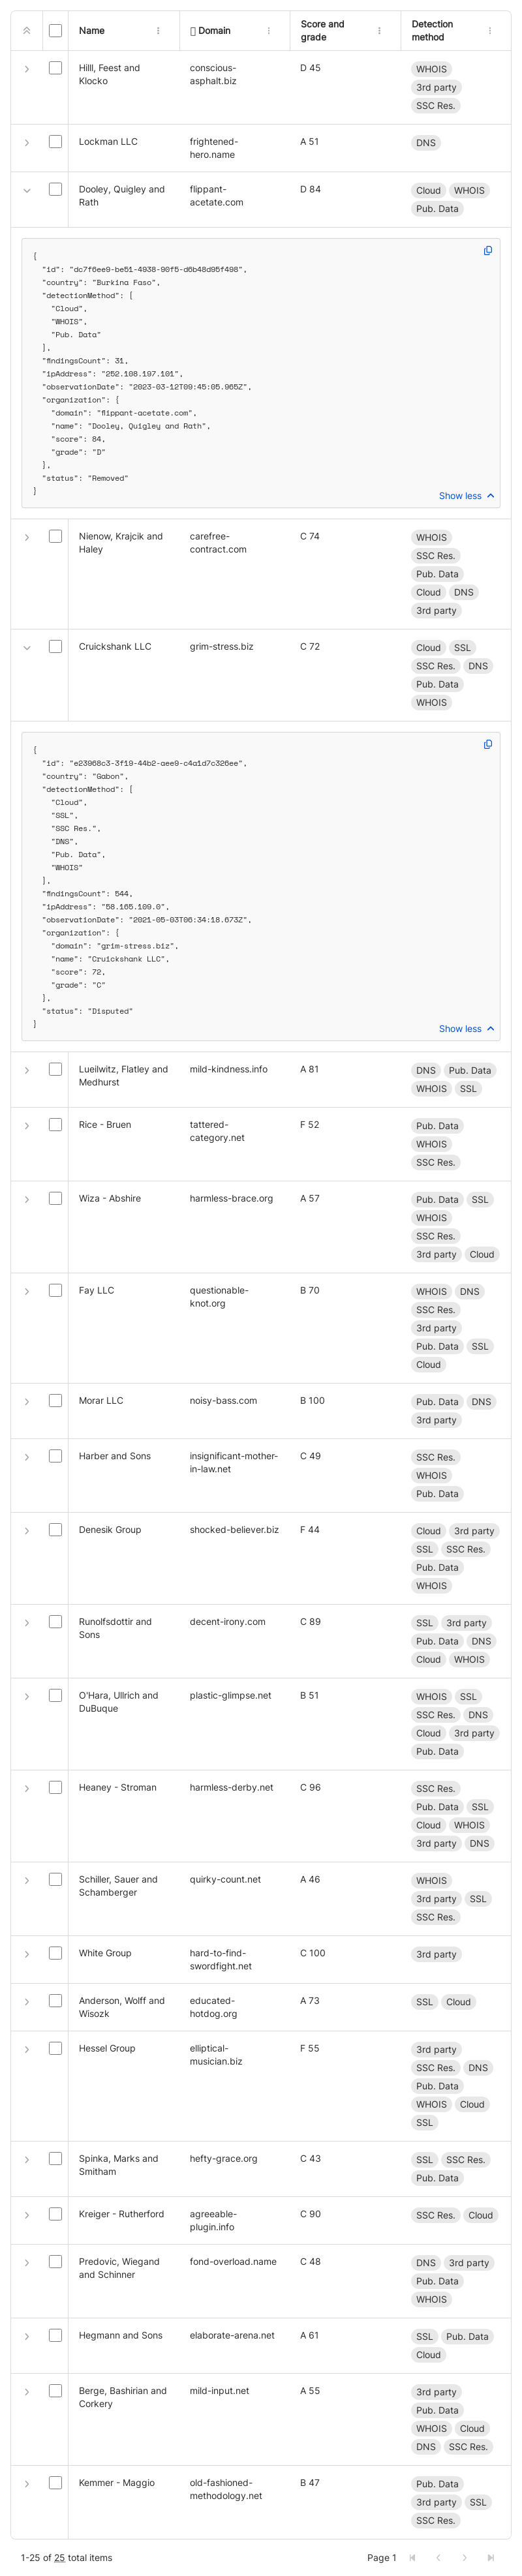 Name
Domain
Score and
grade
Detection
method
Hilll, Feest and
Klocko
conscious-
asphalt.biz
D 45
WHOIS
3rd party
SSC Res.
Lockman LLC
frightened-
hero.name
A 51
DNS
Dooley, Quigley and
Rath
flippant-
acetate.com
D 84
Cloud WHOIS
Pub. Data
{
"id": "dc7f6ee9-be51-4938-90f5-d6b48d95f498",
"country": "Burkina Faso",
"detectionMethod": [
"Cloud",
"WHOIS",
"Pub. Data"
],
"findingsCount": 31,
"ipAddress": "252.108.197.101",
"observationDate": "2023-03-12T09:45:05.965Z",
"organization": {
"domain": "flippant-acetate.com",
"name": "Dooley, Quigley and Rath",
"score": 84,
"grade": "D"
},
"status": "Removed"
}
Show less
Nienow, Krajcik and
Haley
carefree-
contract.com
C 74
WHOIS
SSC Res.
Pub. Data
Cloud DNS
3rd party
Cruickshank LLC
grim-stress.biz
C 72
Cloud SSL
SSC Res. DNS
Pub. Data
WHOIS
{
"id": "e23968c3-3f19-44b2-aee9-c4a1d7c326ee",
"country": "Gabon",
"detectionMethod": [
"Cloud",
"SSL",
"SSC Res.",
"DNS",
"Pub. Data",
"WHOIS"
],
"findingsCount": 544,
"ipAddress": "58.165.109.0",
"observationDate": "2021-05-03T06:34:18.673Z",
"organization": {
"domain": "grim-stress.biz",
"name": "Cruickshank LLC",
"score": 72,
"grade": "C"
},
"status": "Disputed"
}
Show less
Lueilwitz, Flatley and
Medhurst
mild-kindness.info
A 81
DNS Pub. Data
WHOIS SSL
Rice - Bruen
tattered-
category.net
F 52
Pub. Data
WHOIS
SSC Res.
Wiza - Abshire
harmless-brace.org
A 57
Pub. Data SSL
WHOIS
SSC Res.
3rd party Cloud
Fay LLC
questionable-
knot.org
B 70
WHOIS DNS
SSC Res.
3rd party
Pub. Data SSL
Cloud
Morar LLC
noisy-bass.com
B 100
Pub. Data DNS
3rd party
Harber and Sons
insignificant-mother-
in-law.net
C 49
SSC Res.
WHOIS
Pub. Data
Denesik Group
shocked-believer.biz
F 44
Cloud 3rd party
SSL SSC Res.
Pub. Data
WHOIS
Runolfsdottir and
Sons
decent-irony.com
C 89
SSL 3rd party
Pub. Data DNS
Cloud WHOIS
O'Hara, Ullrich and
DuBuque
plastic-glimpse.net
B 51
WHOIS SSL
SSC Res. DNS
Cloud 3rd party
Pub. Data
Heaney - Stroman
harmless-derby.net
C 96
SSC Res.
Pub. Data SSL
Cloud WHOIS
3rd party DNS
Schiller, Sauer and
Schamberger
quirky-count.net
A 46
WHOIS
3rd party SSL
SSC Res.
White Group
hard-to-find-
swordfight.net
C 100
3rd party
Anderson, Wolff and
Wisozk
educated-
hotdog.org
A 73
SSL Cloud
Hessel Group
elliptical-
musician.biz
F 55
3rd party
SSC Res. DNS
Pub. Data
WHOIS Cloud
SSL
Spinka, Marks and
Smitham
hefty-grace.org
C 43
SSL SSC Res.
Pub. Data
Kreiger - Rutherford
agreeable-
plugin.info
C 90
SSC Res. Cloud
Predovic, Wiegand
and Schinner
fond-overload.name
C 48
DNS 3rd party
Pub. Data
WHOIS
Hegmann and Sons
elaborate-arena.net
A 61
SSL Pub. Data
Cloud
Berge, Bashirian and
Corkery
mild-input.net
A 55
3rd party
Pub. Data
WHOIS Cloud
DNS SSC Res.
Kemmer - Maggio
old-fashioned-
methodology.net
B 47
Pub. Data
3rd party SSL
SSC Res.
1-25 of 25 total items
Page 1